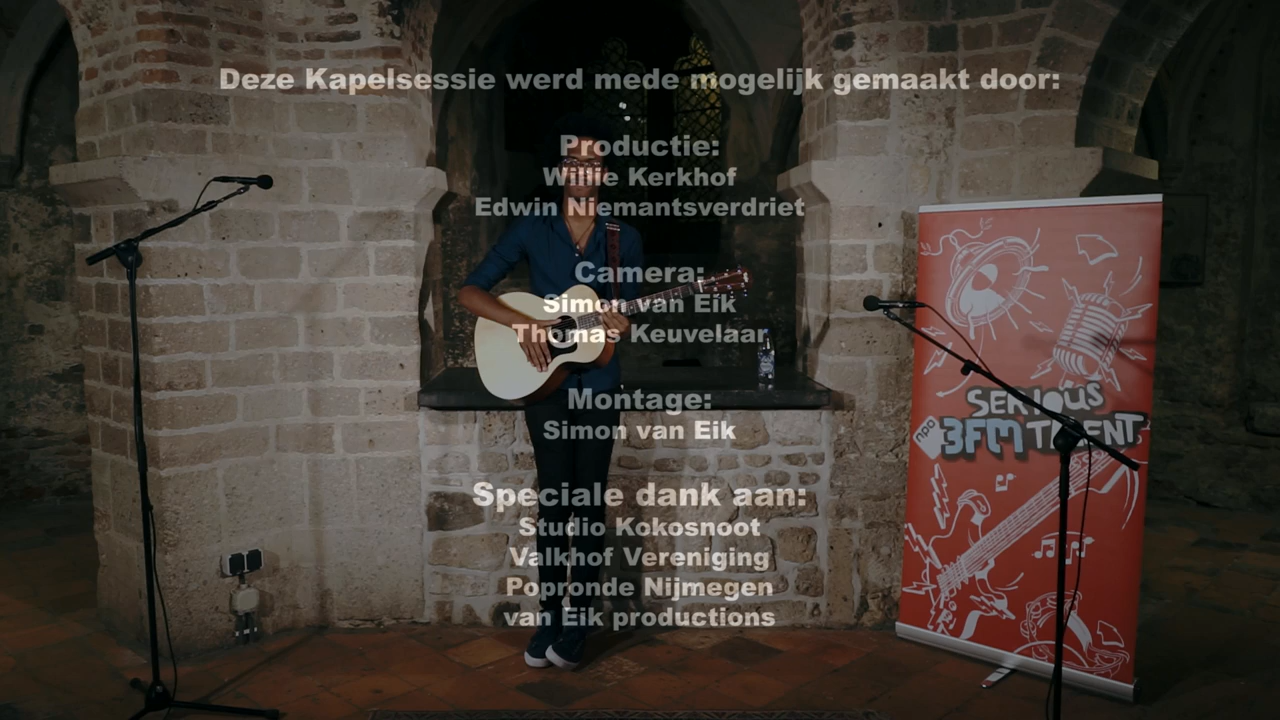 Deze Kapelsessie werd mede mogelijk gemaakt door:
Productie:
Willie Kerkhof
Edwin Niemantsverdriet
Camera:
Simon van Eik
Thomas Keuvelaar
Montage:
Simon van Eik
Speciale dank aan:
Studio Kokosnoot
Valkhof Vereniging
Popronde Nijmegen
van Eik productions
SERIOUS
npo 3FM TALENT